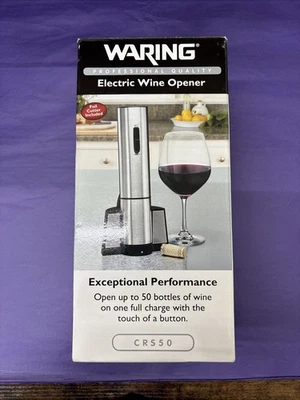 WARING®
PROFESSIONAL QUALITY
Electric Wine Opener
Foil
Cutter
Included
Exceptional Performance
Open up to 50 bottles of wine
on one full charge with the
touch of a button.
CRS50